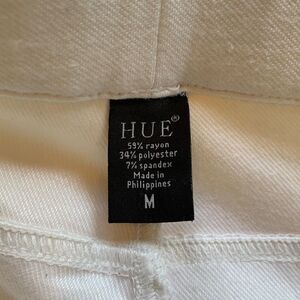 HUE®
59% rayon
34% polyester
7% spandex
Made in
Philippines
M